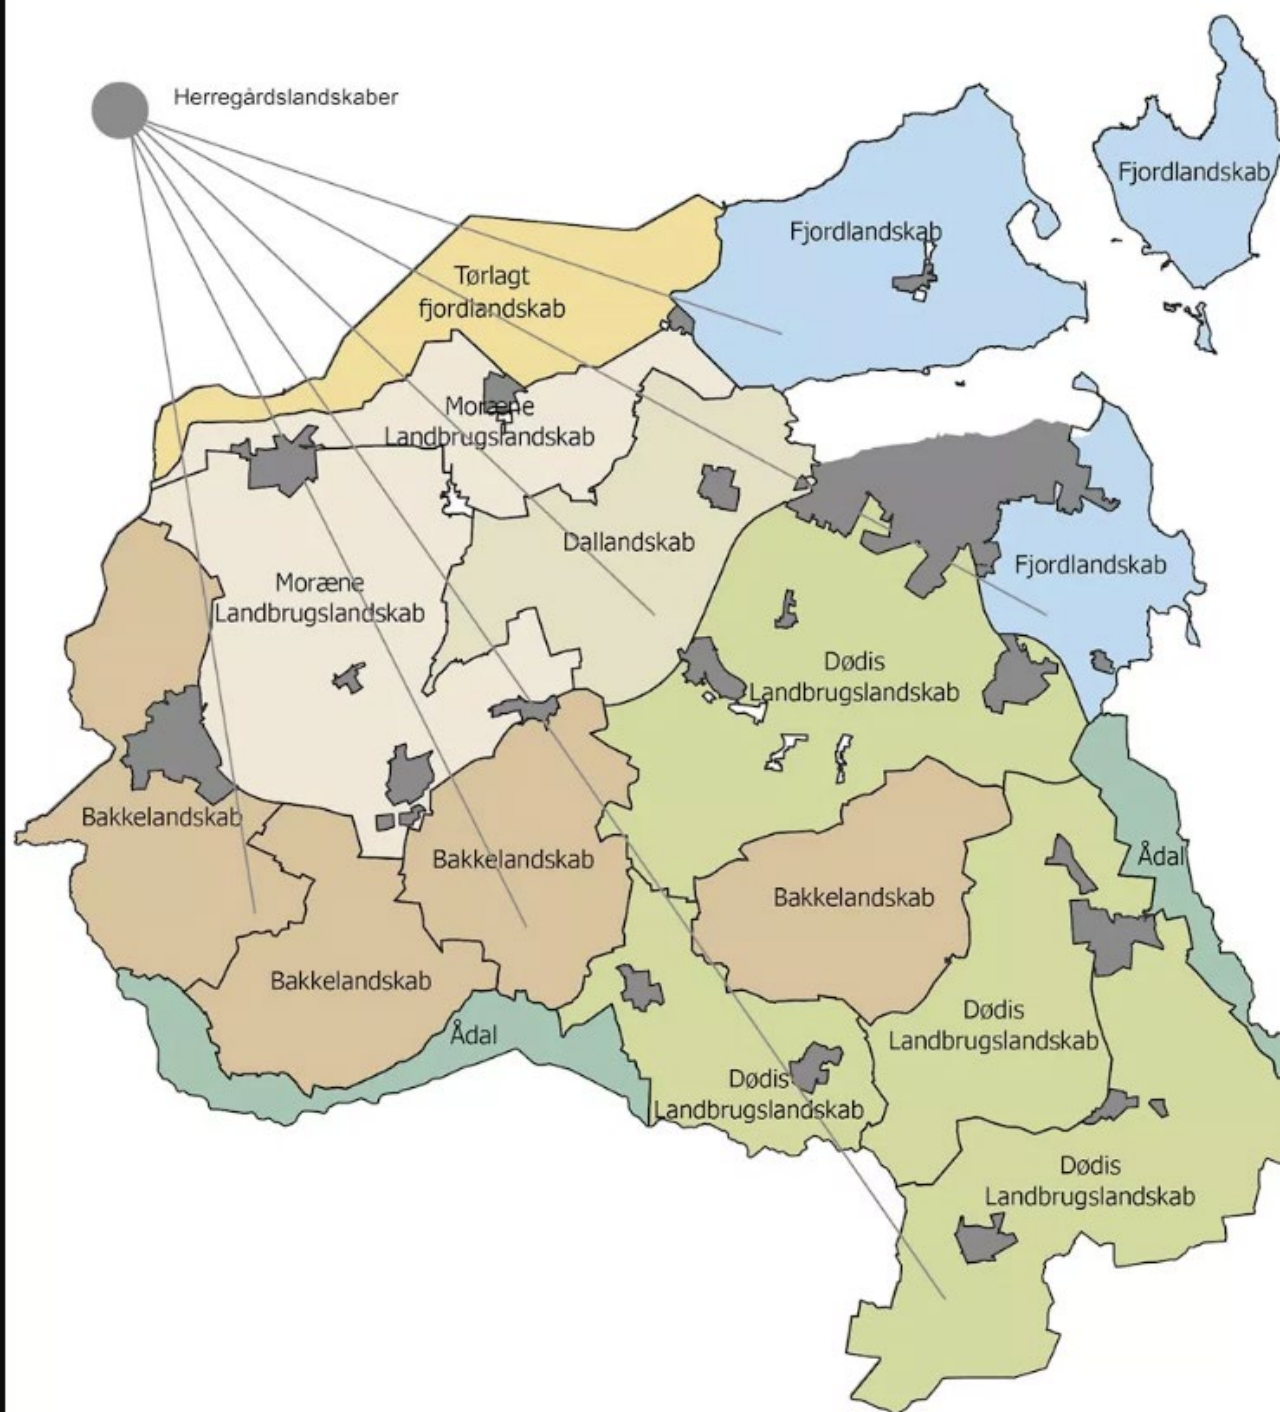 Herregårdslandskaber
Fjordlandskab
Fjordlandskab
Tørlagt
fjordlandskab
Moræne
Landbrugslandskab
Dallandskab
Fjordlandskab
Moræne
Landbrugslandskab
Dødis
Landbrugslandskab
Bakkelandskab
Bakkelandskab
Ådal
Bakkelandskab
Bakkelandskab
Dødis
Landbrugslandskab
Ådal
Dødis
Landbrugslandskab
Dødis
Landbrugslandskab